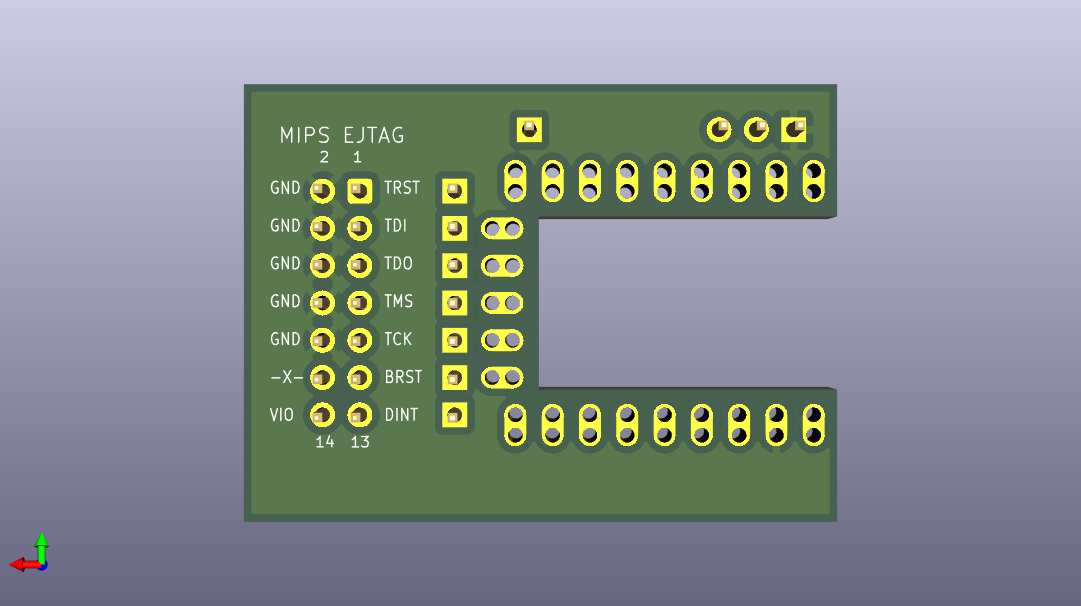 MIPS EJTAG
2 1
GND TRST
GND TDI
GND TDO
GND TMS
GND TCK
-X- BRST
VIO DINT
14 13